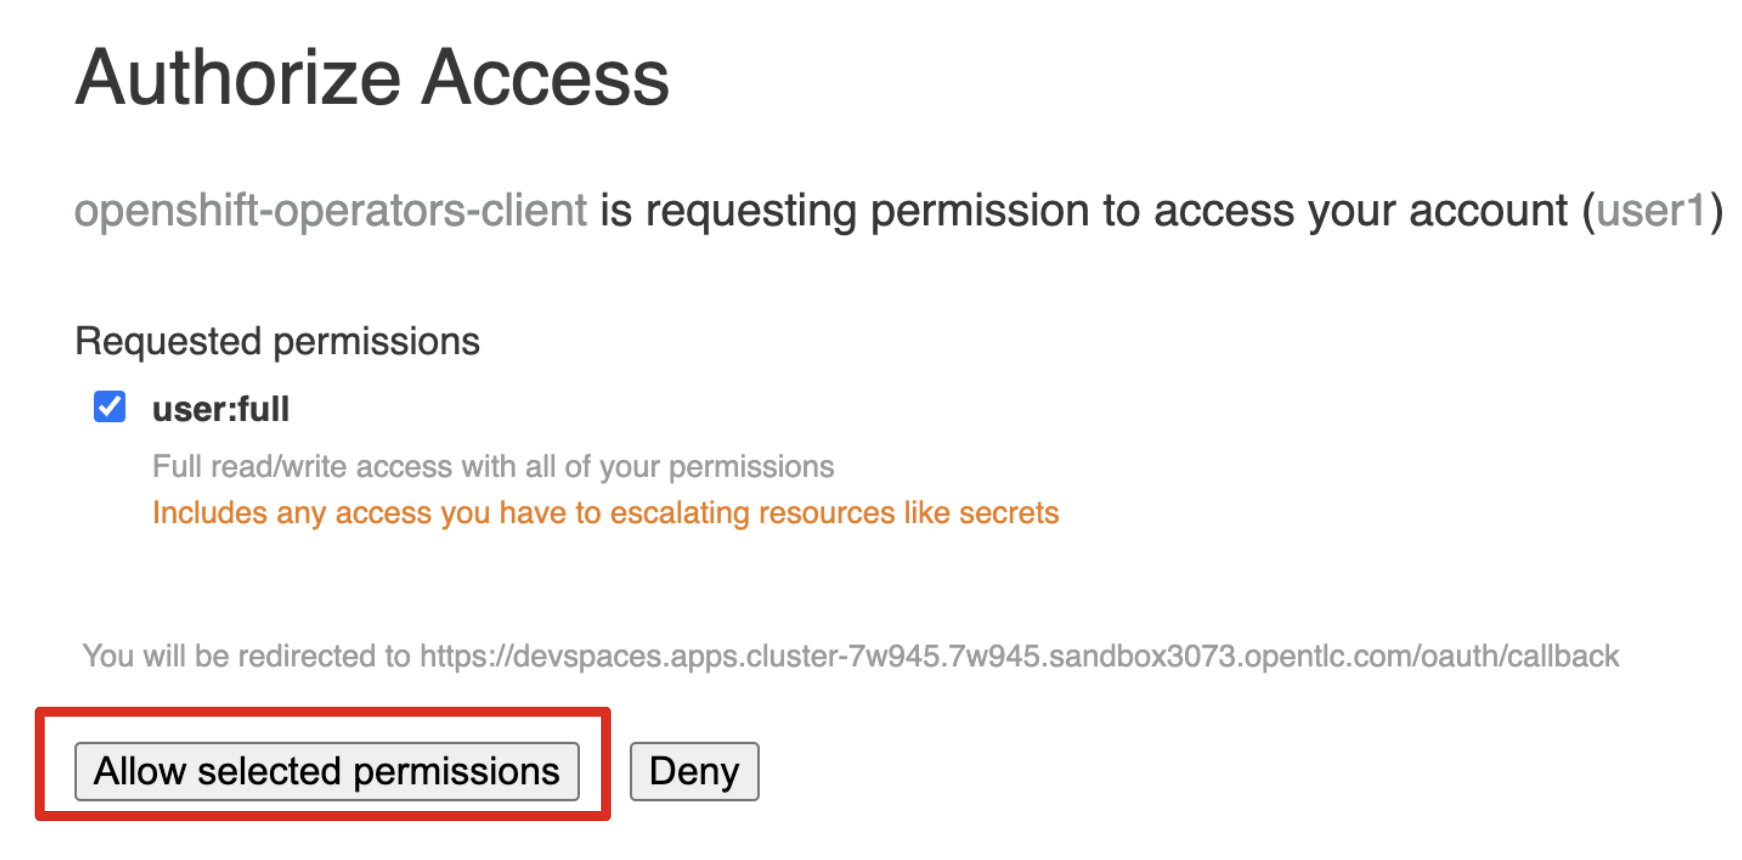 Authorize Access
openshift-operators-client is requesting permission to access your account (user1)
Requested permissions
user:full
Full read/write access with all of your permissions
Includes any access you have to escalating resources like secrets
You will be redirected to https://devspaces.apps.cluster-7w945.7w945.sandbox3073.opentlc.com/oauth/callback
Allow selected permissions Deny